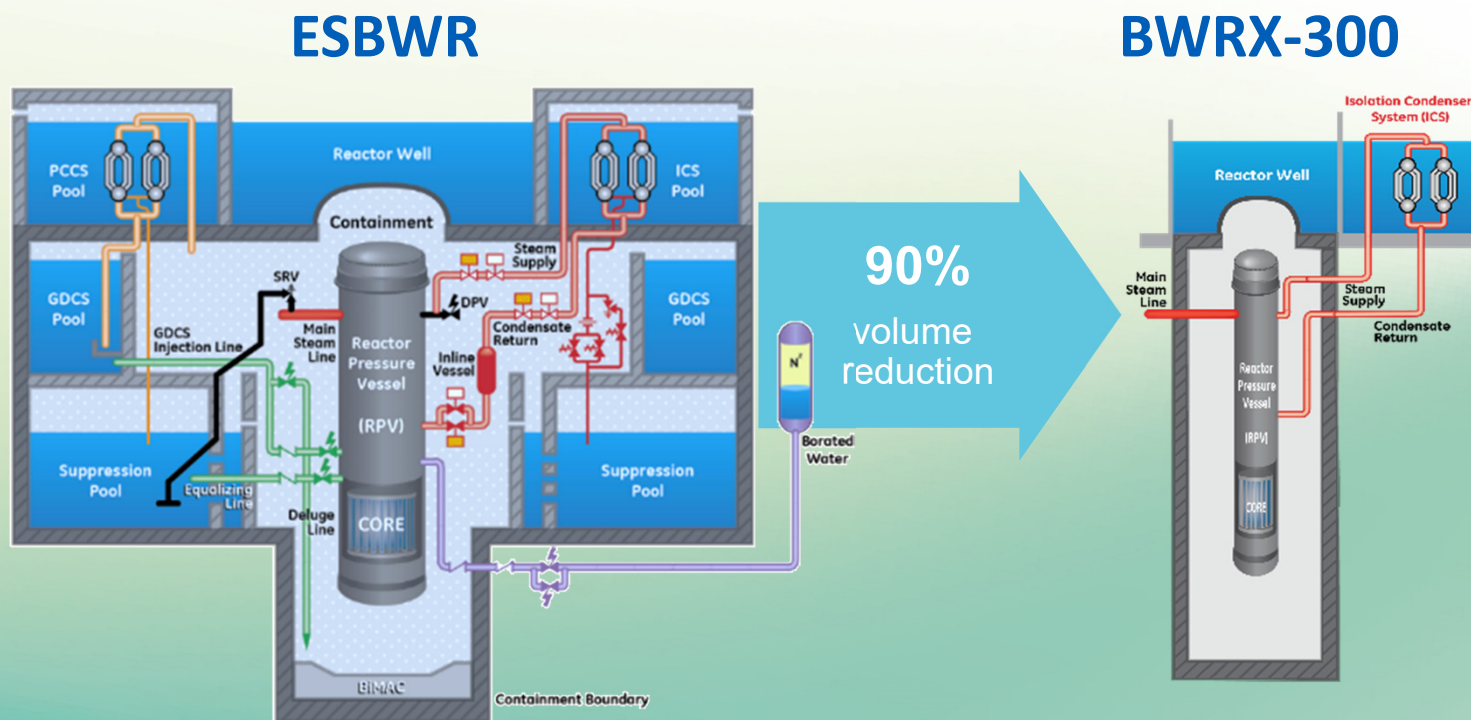 ESBWR
BWRX-300
PCCS
Pool
Reactor Well
ICS
Pool
Containment
SRV
Steam
Supply
DPV
GDCS
Pool
GDCS
Injection Line
Main
Steam
Line
Reactor
Pressure
Vessel
(RPV)
Condensate
Return
Inline
Vessel
GDCS
Pool
Suppression
Pool
Equalizing
Line
Deluge
Line
CORE
Suppression
Pool
BiMAC
Containment Boundary
N²
Borated
Water
90%
volume
reduction
Isolation Condenser
System (ICS)
Reactor Well
Main
Steam
Line
Steam
Supply
Condensate
Return
Reactor
Pressure
Vessel
(RPV)
CORE